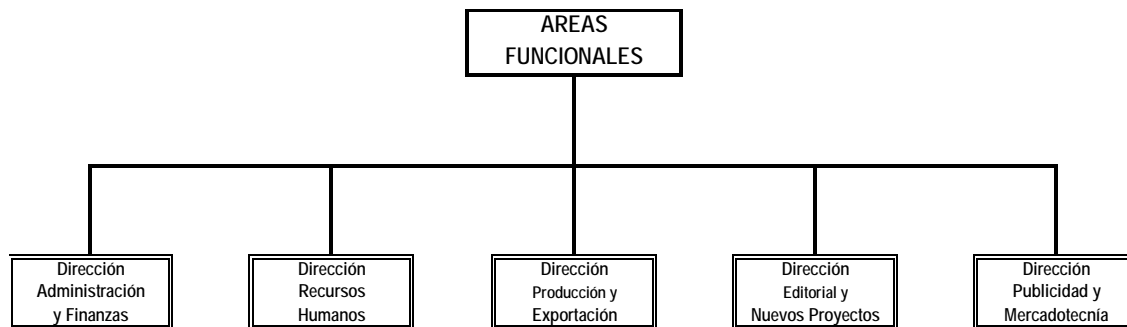 AREAS
FUNCIONALES
Dirección
Administración
y Finanzas
Dirección
Recursos
Humanos
Dirección
Producción y
Exportación
Dirección
Editorial y
Nuevos Proyectos
Dirección
Publicidad y
Mercadotecnía